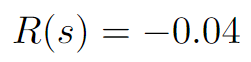 R(s) = −0.04